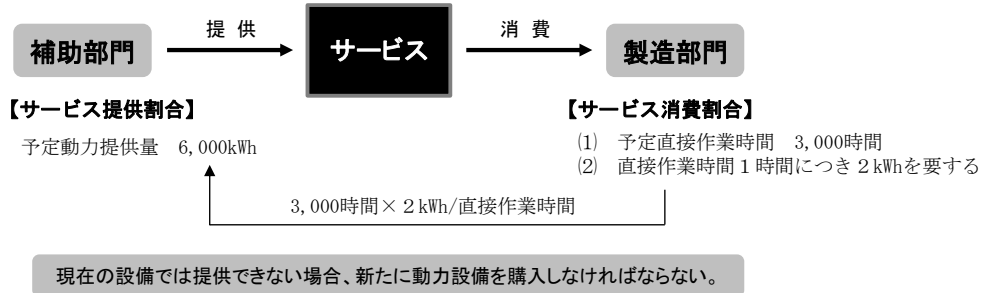 提 供
消 費
補助部門
サービス
製造部門
【サービス提供割合】
【サービス消費割合】
予定動力提供量　6,000kWh
⑴　予定直接作業時間　3,000時間
⑵　直接作業時間１時間につき２kWhを要する
3,000時間×２kWh/直接作業時間
現在の設備では提供できない場合、新たに動力設備を購入しなければならない。